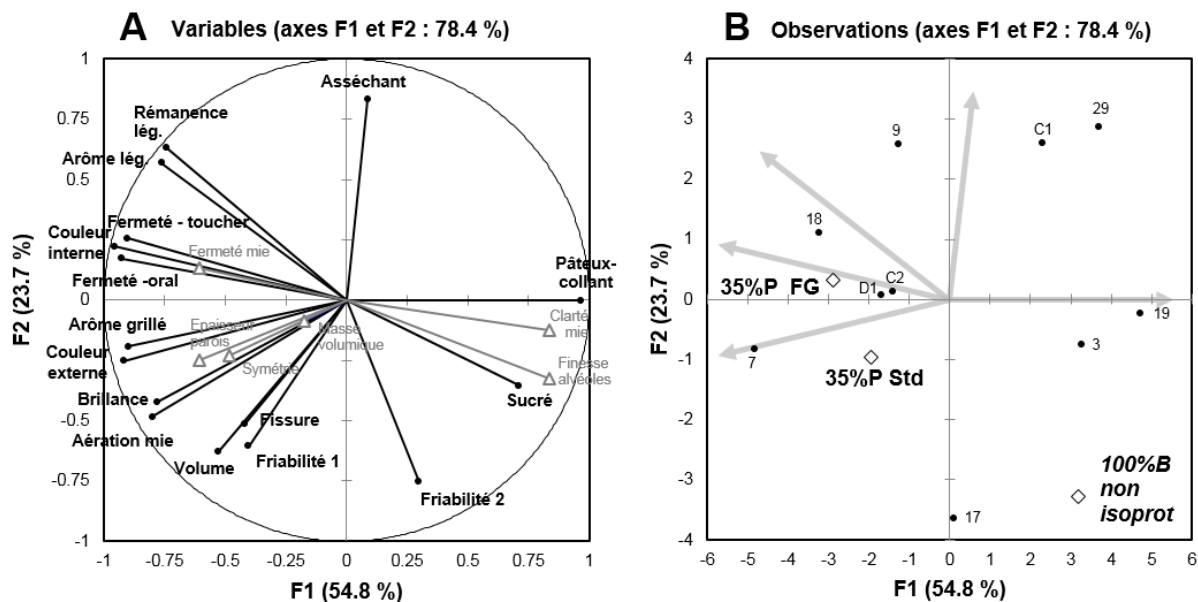 A Variables (axes F1 et F2 : 78.4 %)
F2 (23.7 %)
1
0.75
0.5
0.25
0
-0.25
-0.5
-0.75
-1
Asséchant
Rémanence
lég.
Arôme lég.
Fermeté - toucher
Couleur
interne
Fermeté mie
Fermeté -oral
Pâteux-
collant
Arôme grillé
Epaisseur
parois
Masse
volumique
Clarté
mie
Couleur
externe
Symétrie
Finesse
alvéoles
Sucré
Brillance
Fissure
Aération mie
Volume
Friabilité 1
Friabilité 2
-1 -0.75 -0.5 -0.25 0 0.25 0.5 0.75 1
F1 (54.8 %)
B Observations (axes F1 et F2 : 78.4 %)
F2 (23.7 %)
4
3
2
1
0
-1
-2
-3
-4
29
9
C1
18
C2
35%P FG
D1
19
3
7
35%P Std
100%B
non
isoprot
17
-6 -5 -4 -3 -2 -1 0 1 2 3 4 5 6
F1 (54.8 %)